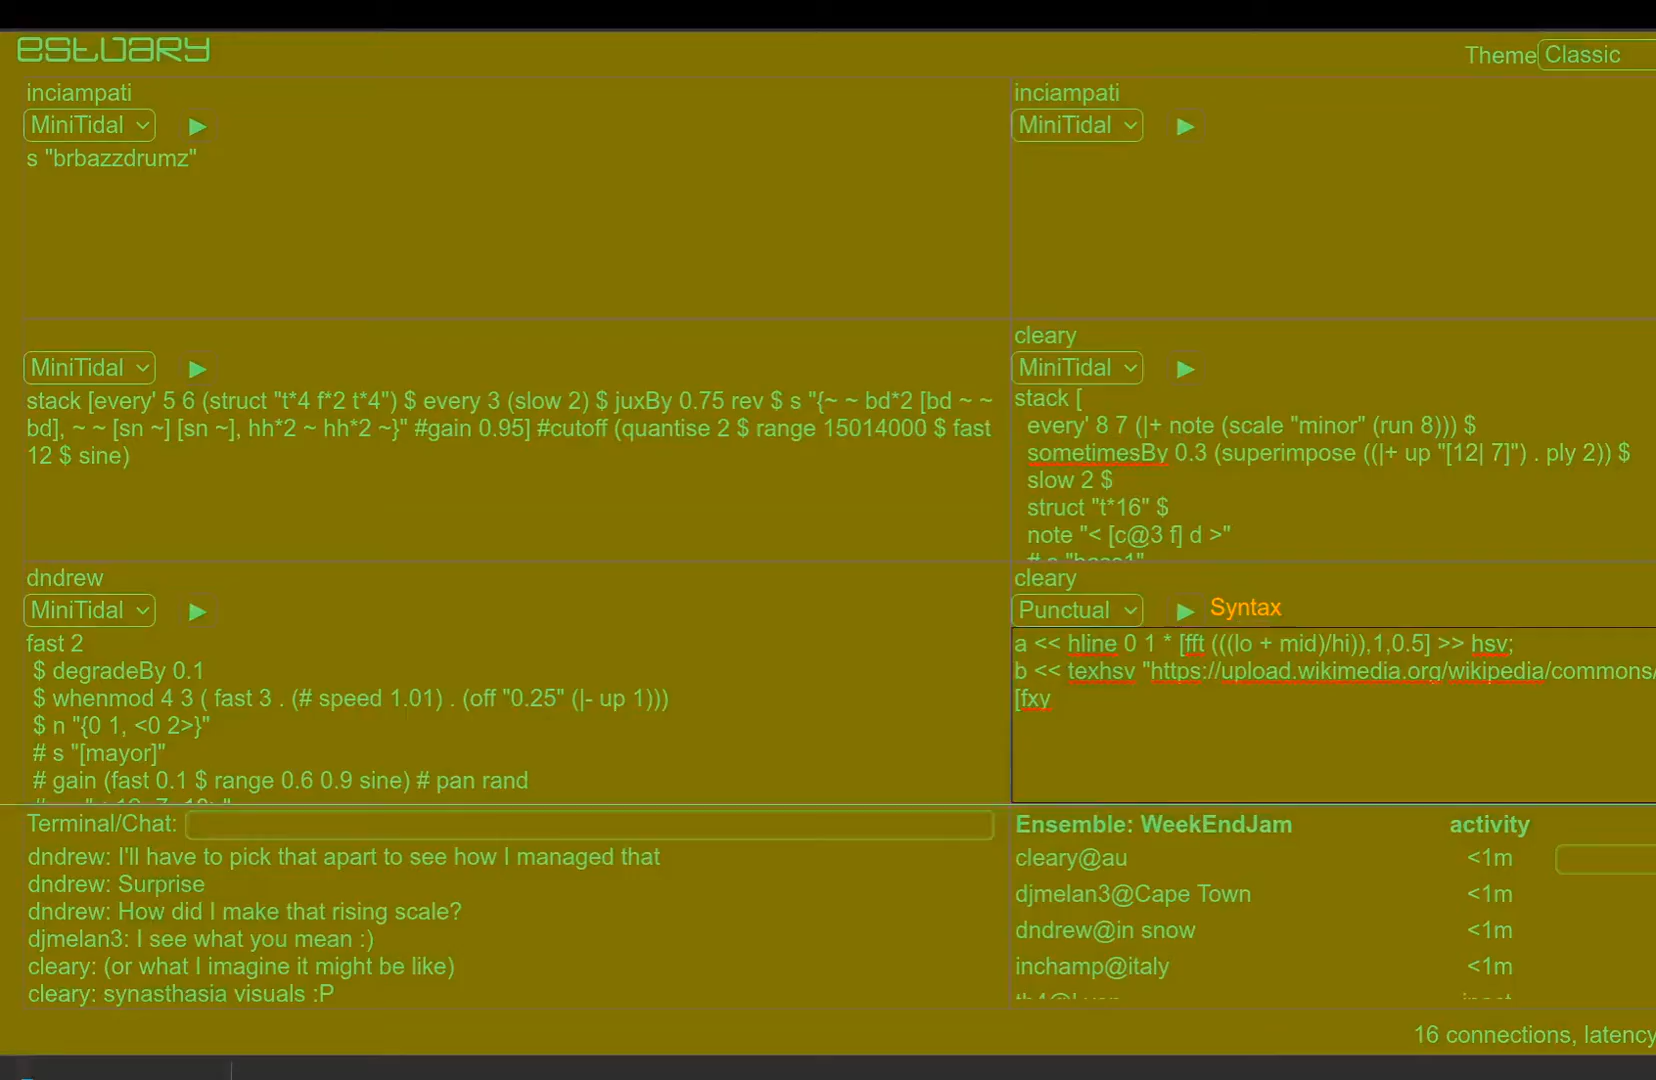 estuary
Theme Classic
inciampati
MiniTidal
s "brbazzdrumz"
inciampati
MiniTidal
MiniTidal
stack [every' 5 6 (struct "t*4 f*2 t*4") $ every 3 (slow 2) $ juxBy 0.75 rev $ s "{~ ~ bd*2 [bd ~ ~
bd], ~ ~ [sn ~] [sn ~], hh*2 ~ hh*2 ~}" #gain 0.95] #cutoff (quantise 2 $ range 15014000 $ fast
12 $ sine)
cleary
MiniTidal
stack [
every' 8 7 (|+ note (scale "minor" (run 8))) $
sometimesBy 0.3 (superimpose ((|+ up "[12| 7]") . ply 2)) $
slow 2 $
struct "t*16" $
note "< [c@3 f] d >"
# s "bass1"
dndrew
MiniTidal
fast 2
$ degradeBy 0.1
$ whenmod 4 3 ( fast 3 . (# speed 1.01) . (off "0.25" (|- up 1)))
$ n "{0 1, <0 2>}"
# s "[mayor]"
# gain (fast 0.1 $ range 0.6 0.9 sine) # pan rand
cleary
Punctual Syntax
a << hline 0 1 * [fft (((lo + mid)/hi)),1,0.5] >> hsv;
b << texhsv "https://upload.wikimedia.org/wikipedia/commons/
[fxy
Terminal/Chat:
dndrew: I'll have to pick that apart to see how I managed that
dndrew: Surprise
dndrew: How did I make that rising scale?
djmelan3: I see what you mean :)
cleary: (or what I imagine it might be like)
cleary: synasthasia visuals :P
Ensemble: WeekEndJam activity
cleary@au <1m
djmelan3@Cape Town <1m
dndrew@in snow <1m
inchamp@italy <1m
16 connections, latency